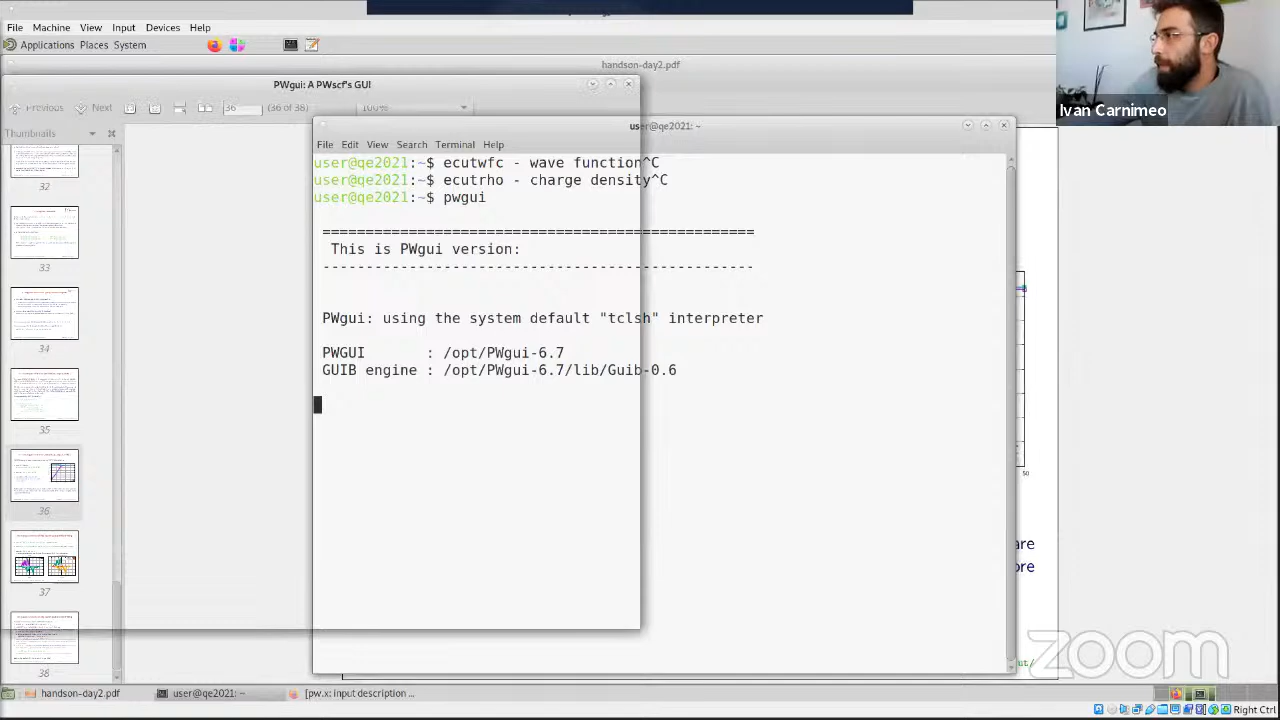 File Machine View Input Devices Help
Applications Places System
handson-day2.pdf
PWgui: A PWscf's GUI
Previous Next 36 (36 of 38) 100%
Thumbnails
32
33
34
35
36
37
38
user@qe2021: ~
File Edit View Search Terminal Help
user@qe2021:~$ ecutwfc - wave function^C
user@qe2021:~$ ecutrho - charge density^C
user@qe2021:~$ pwgui
==================================================
This is PWgui version:
--------------------------------------------------
PWgui: using the system default "tclsh" interpreter
PWGUI : /opt/PWgui-6.7
GUIB engine : /opt/PWgui-6.7/lib/Guib-0.6
50
are
ore
ut/
Ivan Carnimeo
zoom
handson-day2.pdf
user@qe2021: ~
[pw.x: input description ...
Right Ctrl